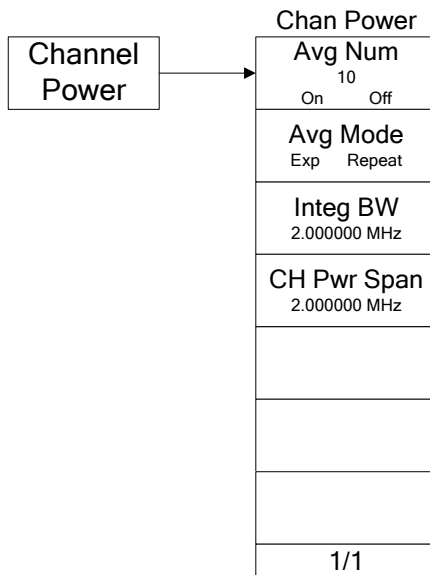 Chan Power
Channel
Power
Avg Num
10
On Off
Avg Mode
Exp Repeat
Integ BW
2.000000 MHz
CH Pwr Span
2.000000 MHz
1/1